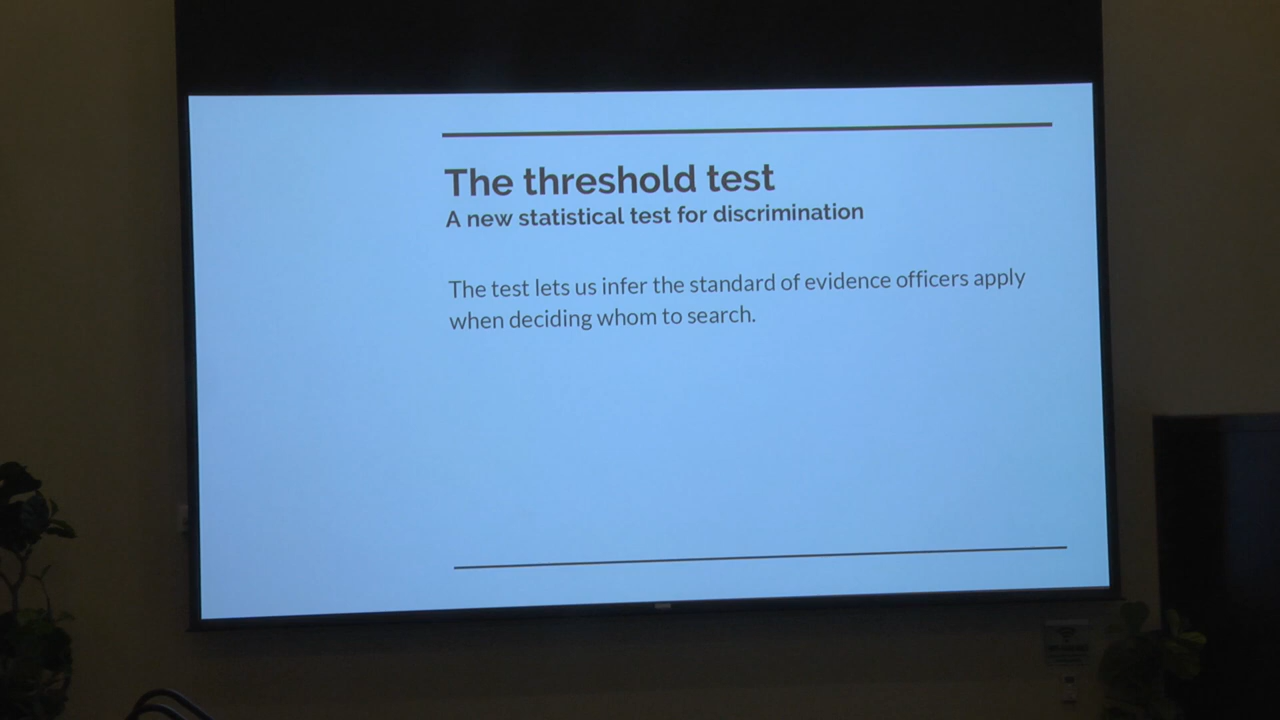 The threshold test
A new statistical test for discrimination
The test lets us infer the standard of evidence officers apply
when deciding whom to search.